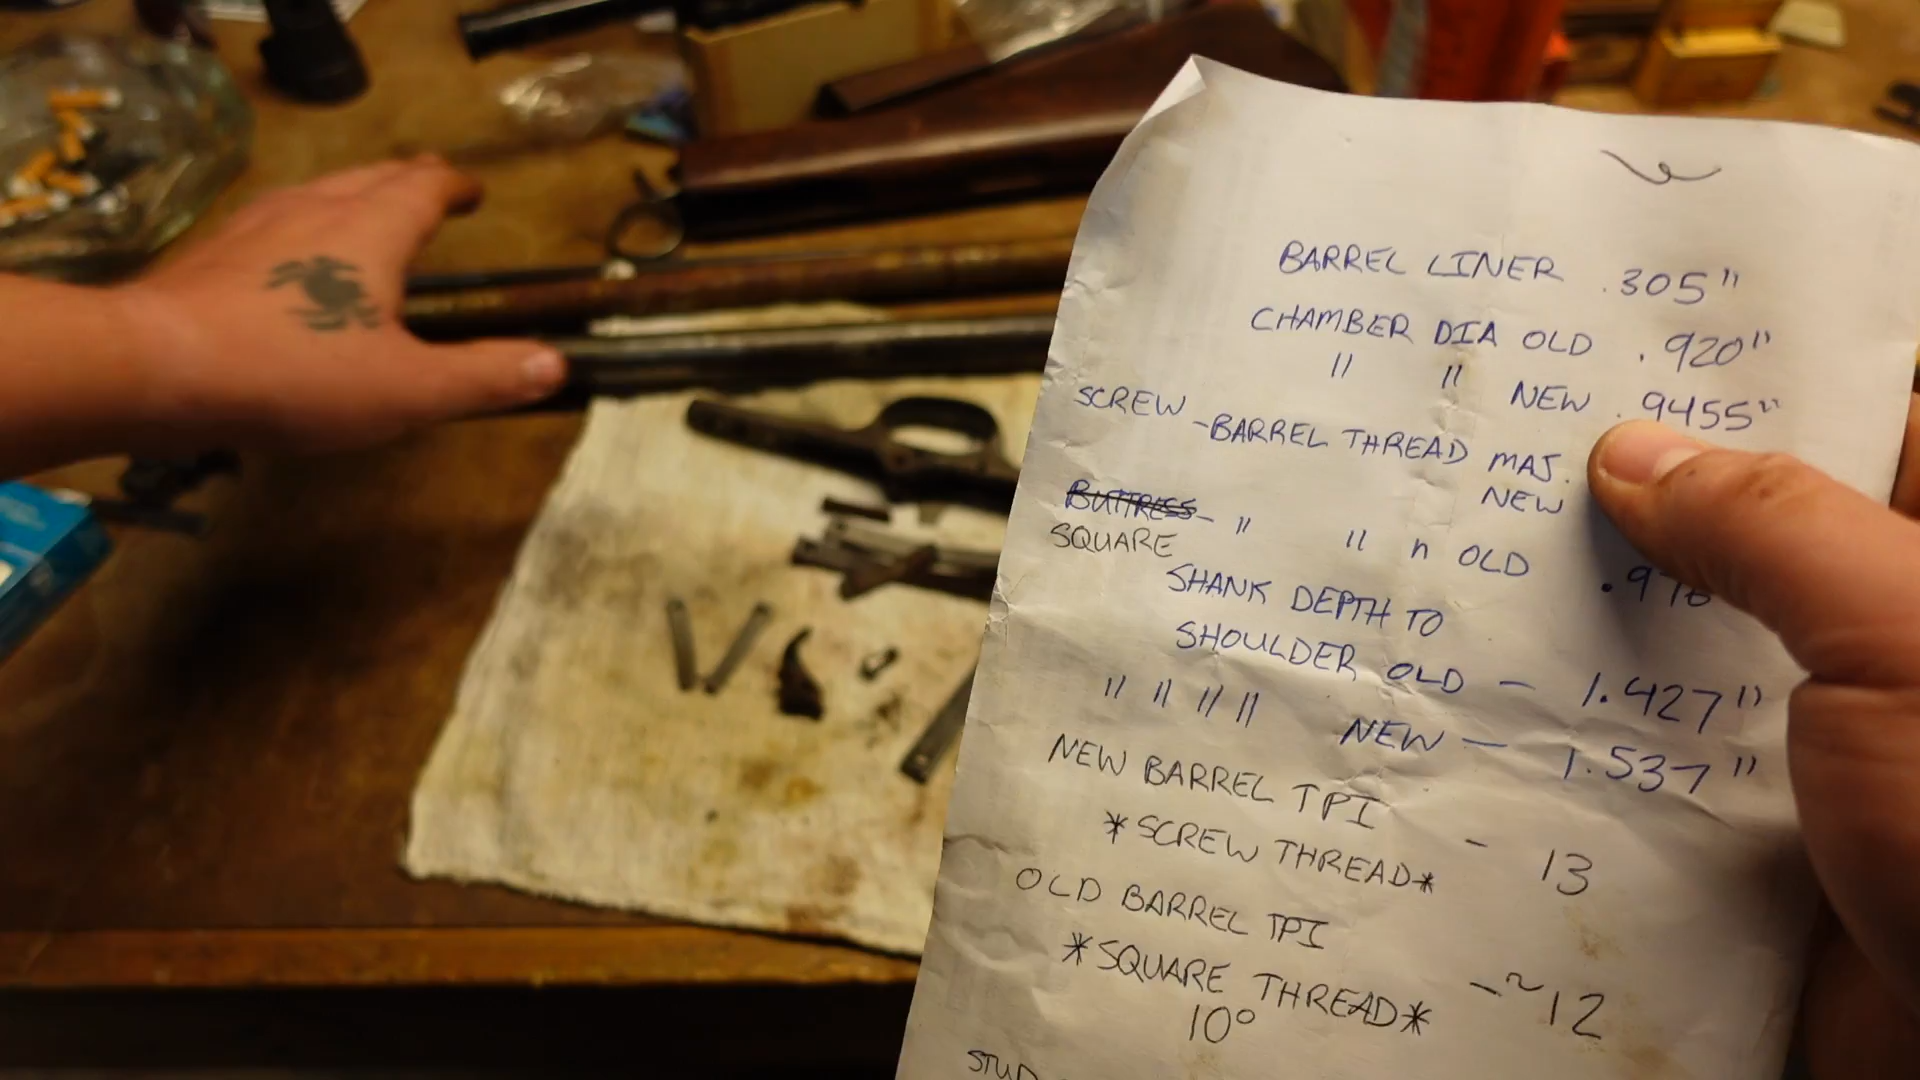 BARREL LINER .305"
CHAMBER DIA OLD .920"
" " NEW .9455"
SCREW - BARREL THREAD MAJ.
NEW
BUTTRESS - " " " OLD
SQUARE
SHANK DEPTH TO
SHOULDER OLD - 1.427"
" " " " NEW - 1.537"
NEW BARREL TPI
*SCREW THREAD* - 13
OLD BARREL TPI
*SQUARE THREAD* - ~12
10°